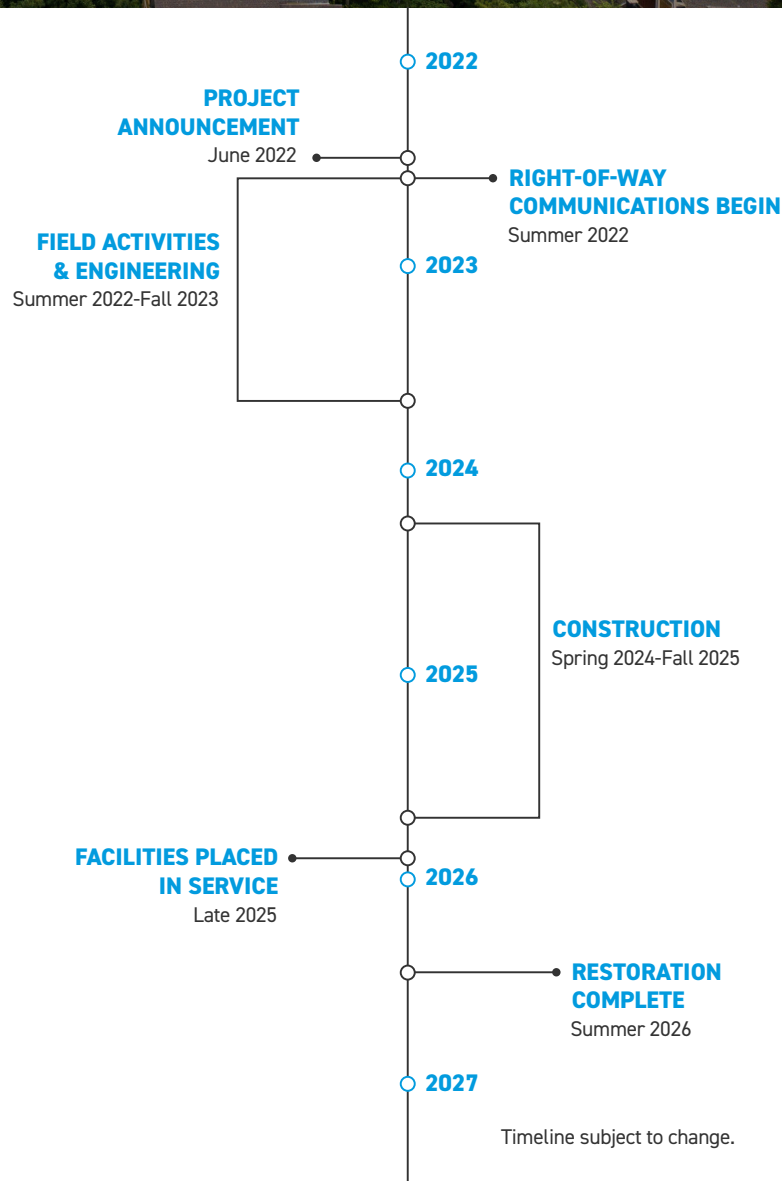 2022
PROJECT
ANNOUNCEMENT
June 2022
RIGHT-OF-WAY
COMMUNICATIONS BEGIN
Summer 2022
FIELD ACTIVITIES
& ENGINEERING
Summer 2022-Fall 2023
2023
2024
CONSTRUCTION
Spring 2024-Fall 2025
2025
FACILITIES PLACED
IN SERVICE
Late 2025
2026
RESTORATION
COMPLETE
Summer 2026
2027
Timeline subject to change.